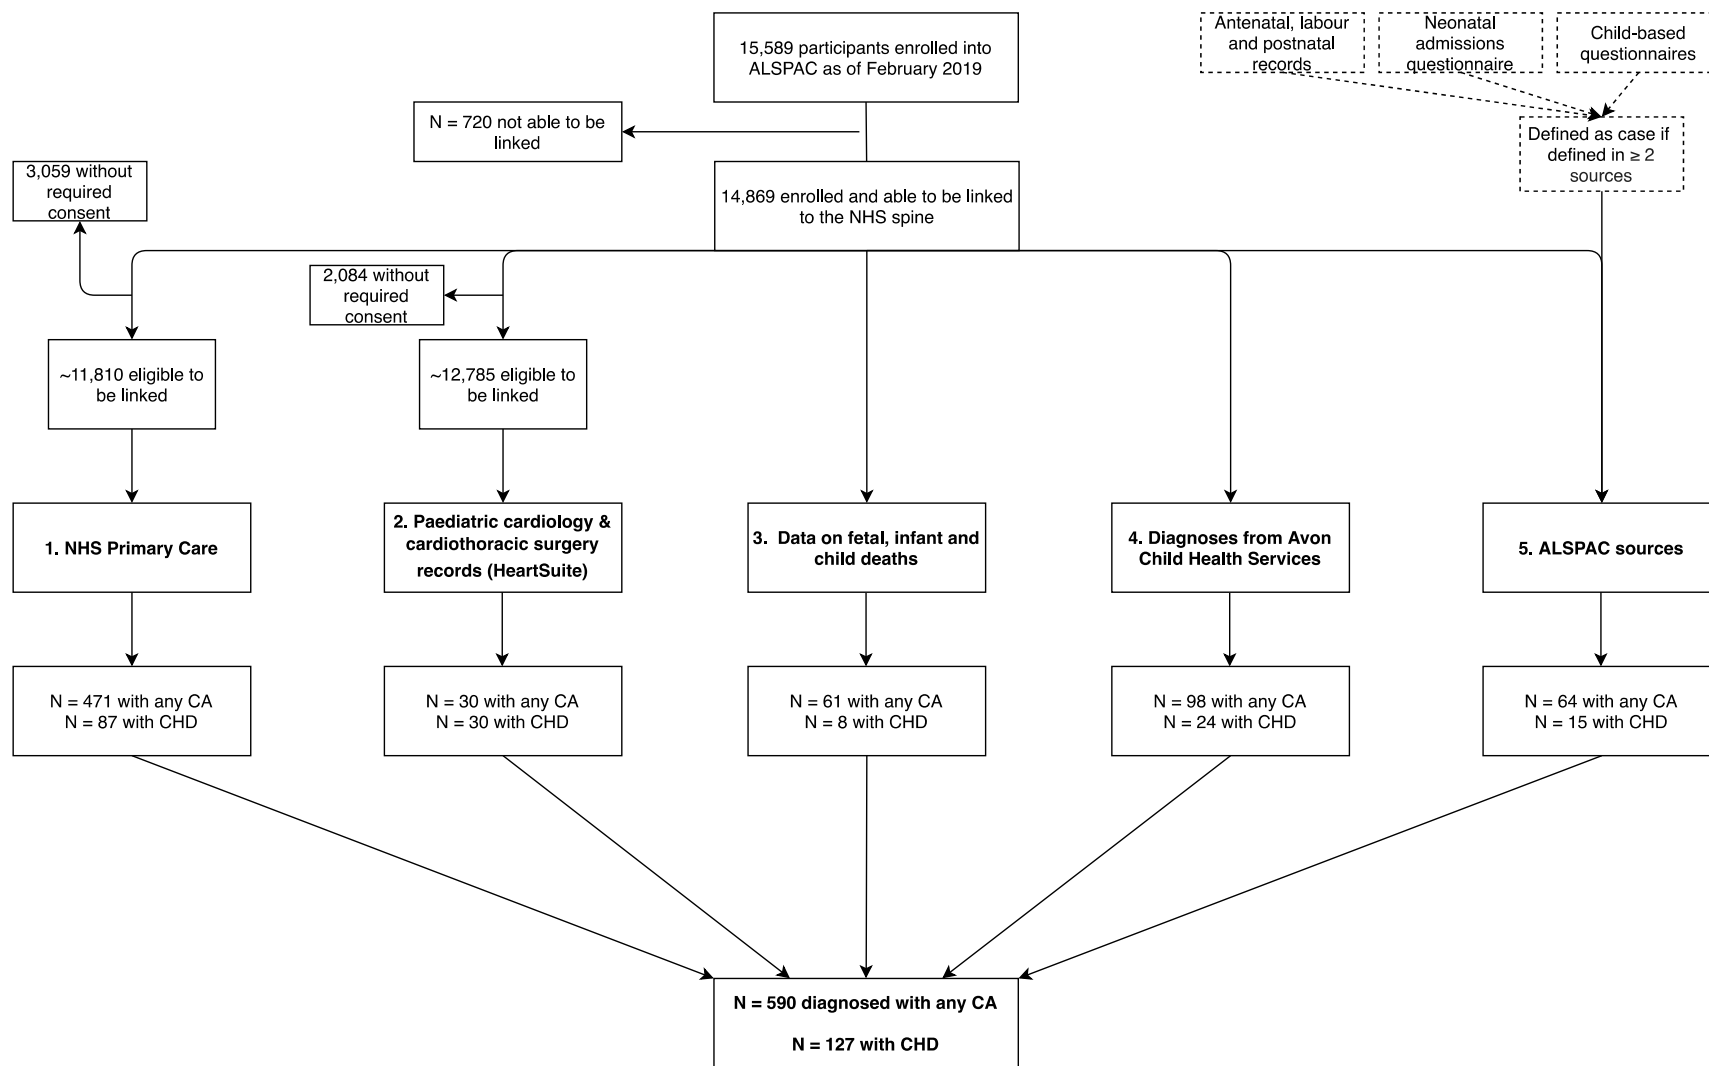 15,589 participants enrolled into
ALSPAC as of February 2019
Antenatal, labour
and postnatal
records
Neonatal
admissions
questionnaire
Child-based
questionnaires
N = 720 not able to be
linked
Defined as case if
defined in ≥ 2
sources
3,059 without
required
consent
14,869 enrolled and able to be linked
to the NHS spine
2,084 without
required
consent
~11,810 eligible to
be linked
~12,785 eligible to
be linked
1. NHS Primary Care
2. Paediatric cardiology &
cardiothoracic surgery
records (HeartSuite)
3.  Data on fetal, infant and
child deaths
4. Diagnoses from Avon
Child Health Services
5. ALSPAC sources
N = 471 with any CA
N = 87 with CHD
N = 30 with any CA
N = 30 with CHD
N = 61 with any CA
N = 8 with CHD
N = 98 with any CA
N = 24 with CHD
N = 64 with any CA
N = 15 with CHD
N = 590 diagnosed with any CA
N = 127 with CHD